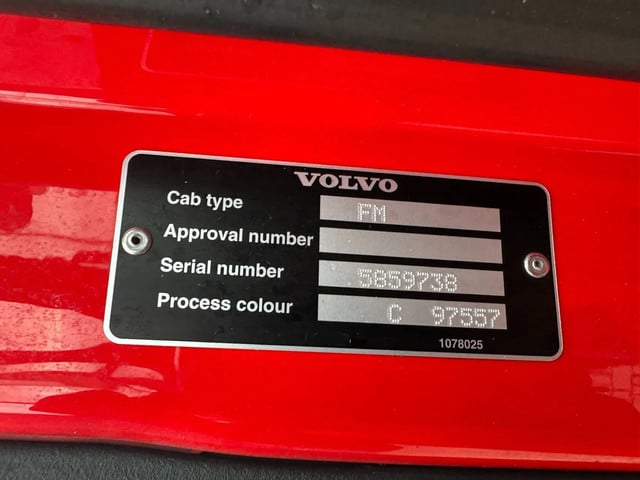 VOLVO
Cab type FM
Approval number
Serial number 5859738
Process colour C 97557
1078025